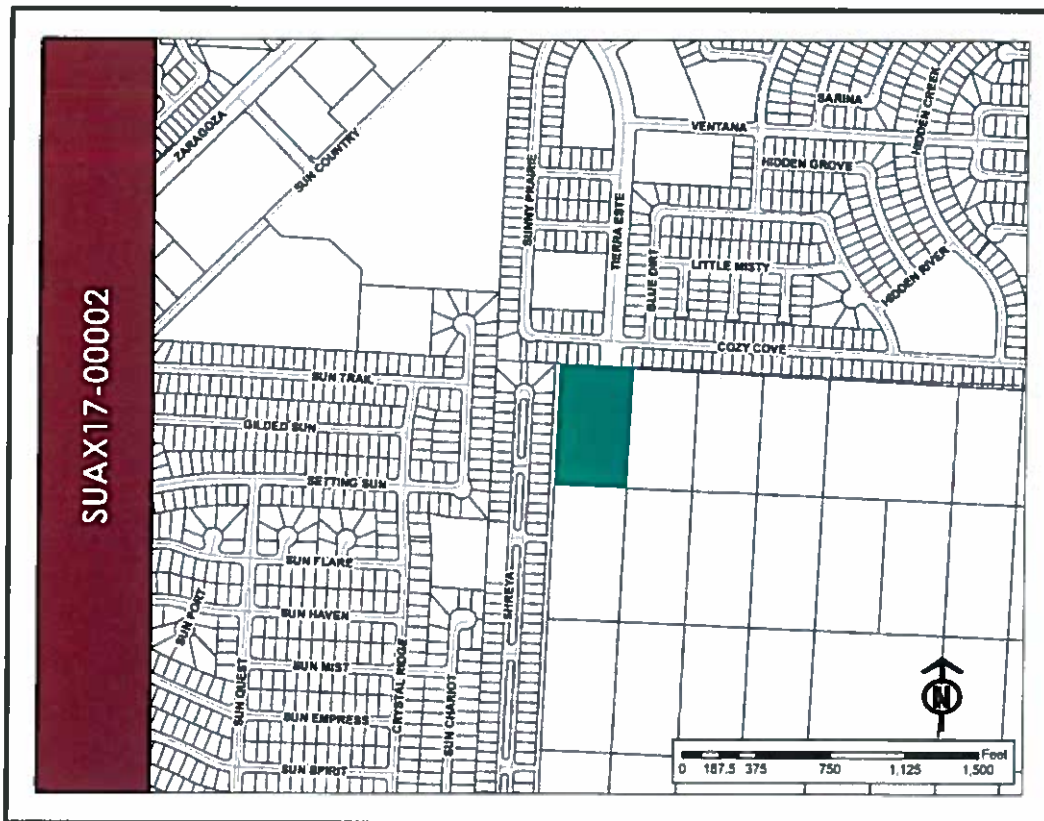 SUAX17-00002
ZARAGOZA
SUN COUNTRY
SUNNY PRAIRIE
TIERRA ESTE
VENTANA
SARINA
HIDDEN CREEK
HIDDEN GROVE
BLUE DIRT
LITTLE MISTY
HIDDEN RIVER
COZY COVE
SUN TRAIL
GILDED SUN
SETTING SUN
SUN FLARE
SUN PORT
SUN HAVEN
SHREYA
SUN MIST
SUN QUEST
CRYSTAL RIDGE
SUN CHARIOT
SUN EMPRESS
SUN SPIRIT
N
Feet
0 187.5 375 750 1,125 1,500